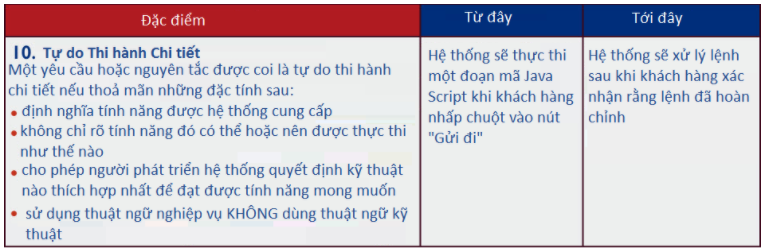 Đặc điểm
Từ đây
Tới đây
10. Tự do Thi hành Chi tiết
Một yêu cầu hoặc nguyên tắc được coi là tự do thi hành
chi tiết nếu thoả mãn những đặc tính sau:
• định nghĩa tính năng được hệ thống cung cấp
• không chỉ rõ tính năng đó có thể hoặc nên được thực thi
như thế nào
• cho phép người phát triển hệ thống quyết định kỹ thuật
nào thích hợp nhất để đạt được tính năng mong muốn
• sử dụng thuật ngữ nghiệp vụ KHÔNG dùng thuật ngữ kỹ
thuật
Hệ thống sẽ thực thi
một đoạn mã Java
Script khi khách hàng
nhấp chuột vào nút
"Gửi đi"
Hệ thống sẽ xử lý lệnh
sau khi khách hàng xác
nhận rằng lệnh đã hoàn
chỉnh